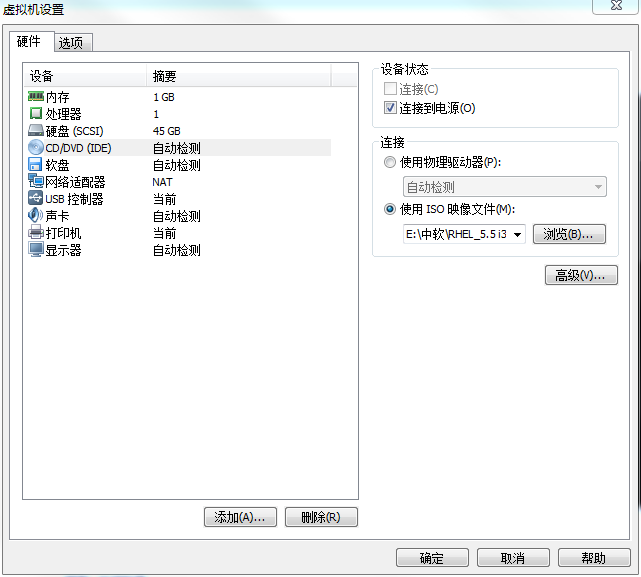 虚拟机设置
硬件 选项
设备 摘要
内存 1 GB
处理器 1
硬盘 (SCSI) 45 GB
CD/DVD (IDE) 自动检测
软盘 自动检测
网络适配器 NAT
USB 控制器 当前
声卡 自动检测
打印机 当前
显示器 自动检测
添加(A)... 删除(R)
设备状态
连接(C)
连接到电源(O)
连接
使用物理驱动器(P):
自动检测
使用 ISO 映像文件(M):
E:\中软\RHEL_5.5 i3 浏览(B)...
高级(V)...
确定 取消 帮助